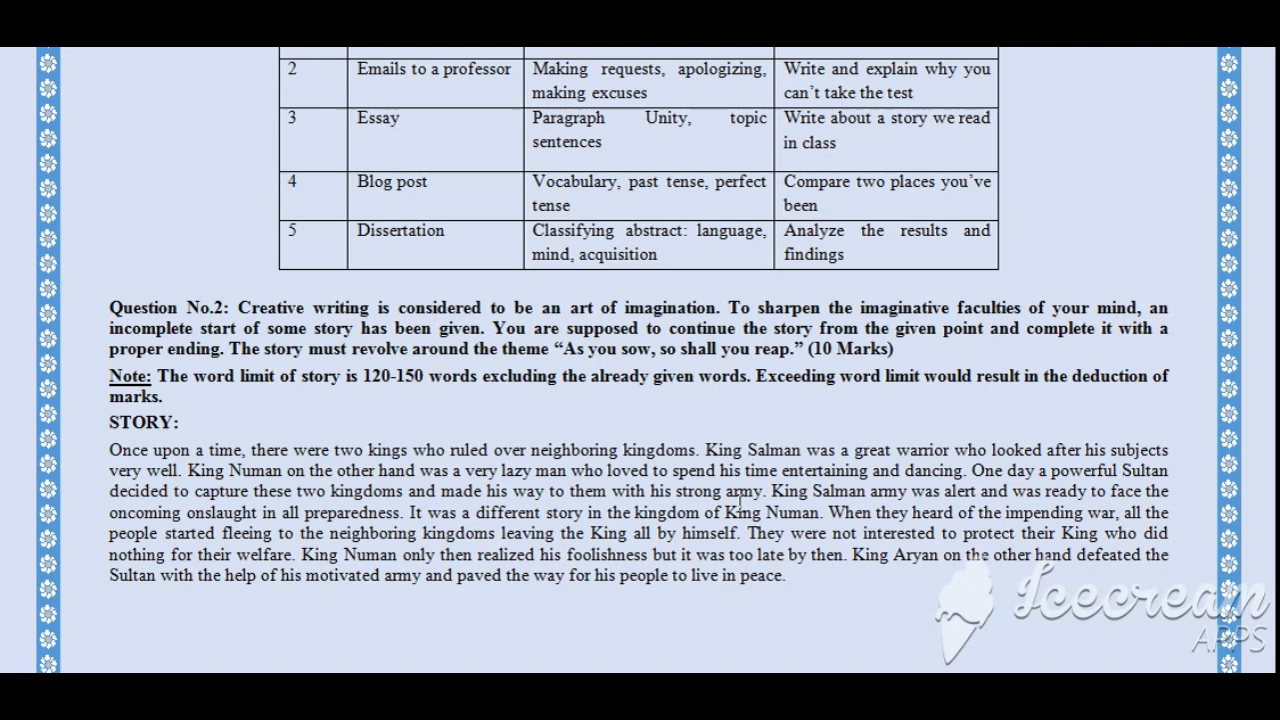 2 Emails to a professor Making requests, apologizing, making excuses Write and explain why you can't take the test
3 Essay Paragraph Unity, topic sentences Write about a story we read in class
4 Blog post Vocabulary, past tense, perfect tense Compare two places you've been
5 Dissertation Classifying abstract: language, mind, acquisition Analyze the results and findings
Question No.2: Creative writing is considered to be an art of imagination. To sharpen the imaginative faculties of your mind, an
incomplete start of some story has been given. You are supposed to continue the story from the given point and complete it with a
proper ending. The story must revolve around the theme “As you sow, so shall you reap.” (10 Marks)
Note: The word limit of story is 120-150 words excluding the already given words. Exceeding word limit would result in the deduction of
marks.
STORY:
Once upon a time, there were two kings who ruled over neighboring kingdoms. King Salman was a great warrior who looked after his subjects
very well. King Numan on the other hand was a very lazy man who loved to spend his time entertaining and dancing. One day a powerful Sultan
decided to capture these two kingdoms and made his way to them with his strong army. King Salman army was alert and was ready to face the
oncoming onslaught in all preparedness. It was a different story in the kingdom of King Numan. When they heard of the impending war, all the
people started fleeing to the neighboring kingdoms leaving the King all by himself. They were not interested to protect their King who did
nothing for their welfare. King Numan only then realized his foolishness but it was too late by then. King Aryan on the other hand defeated the
Sultan with the help of his motivated army and paved the way for his people to live in peace.
Icecream
APPS